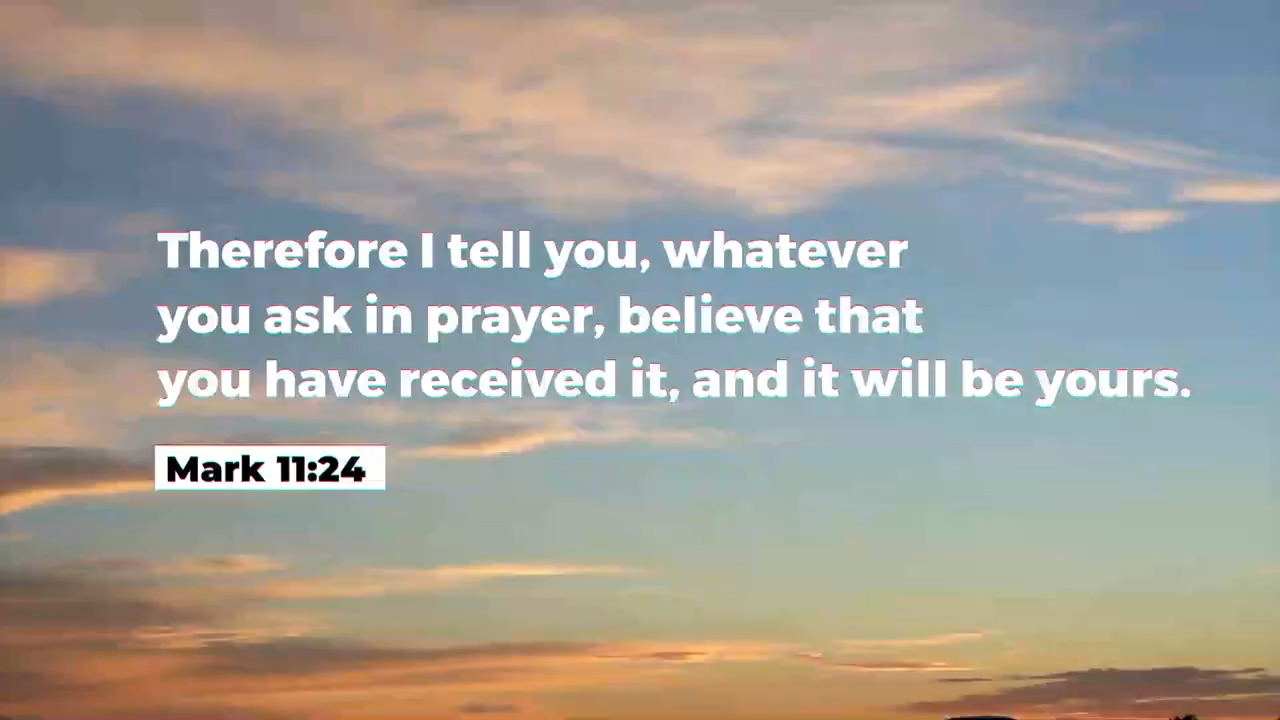 Therefore I tell you, whatever
you ask in prayer, believe that
you have received it, and it will be yours.
Mark 11:24